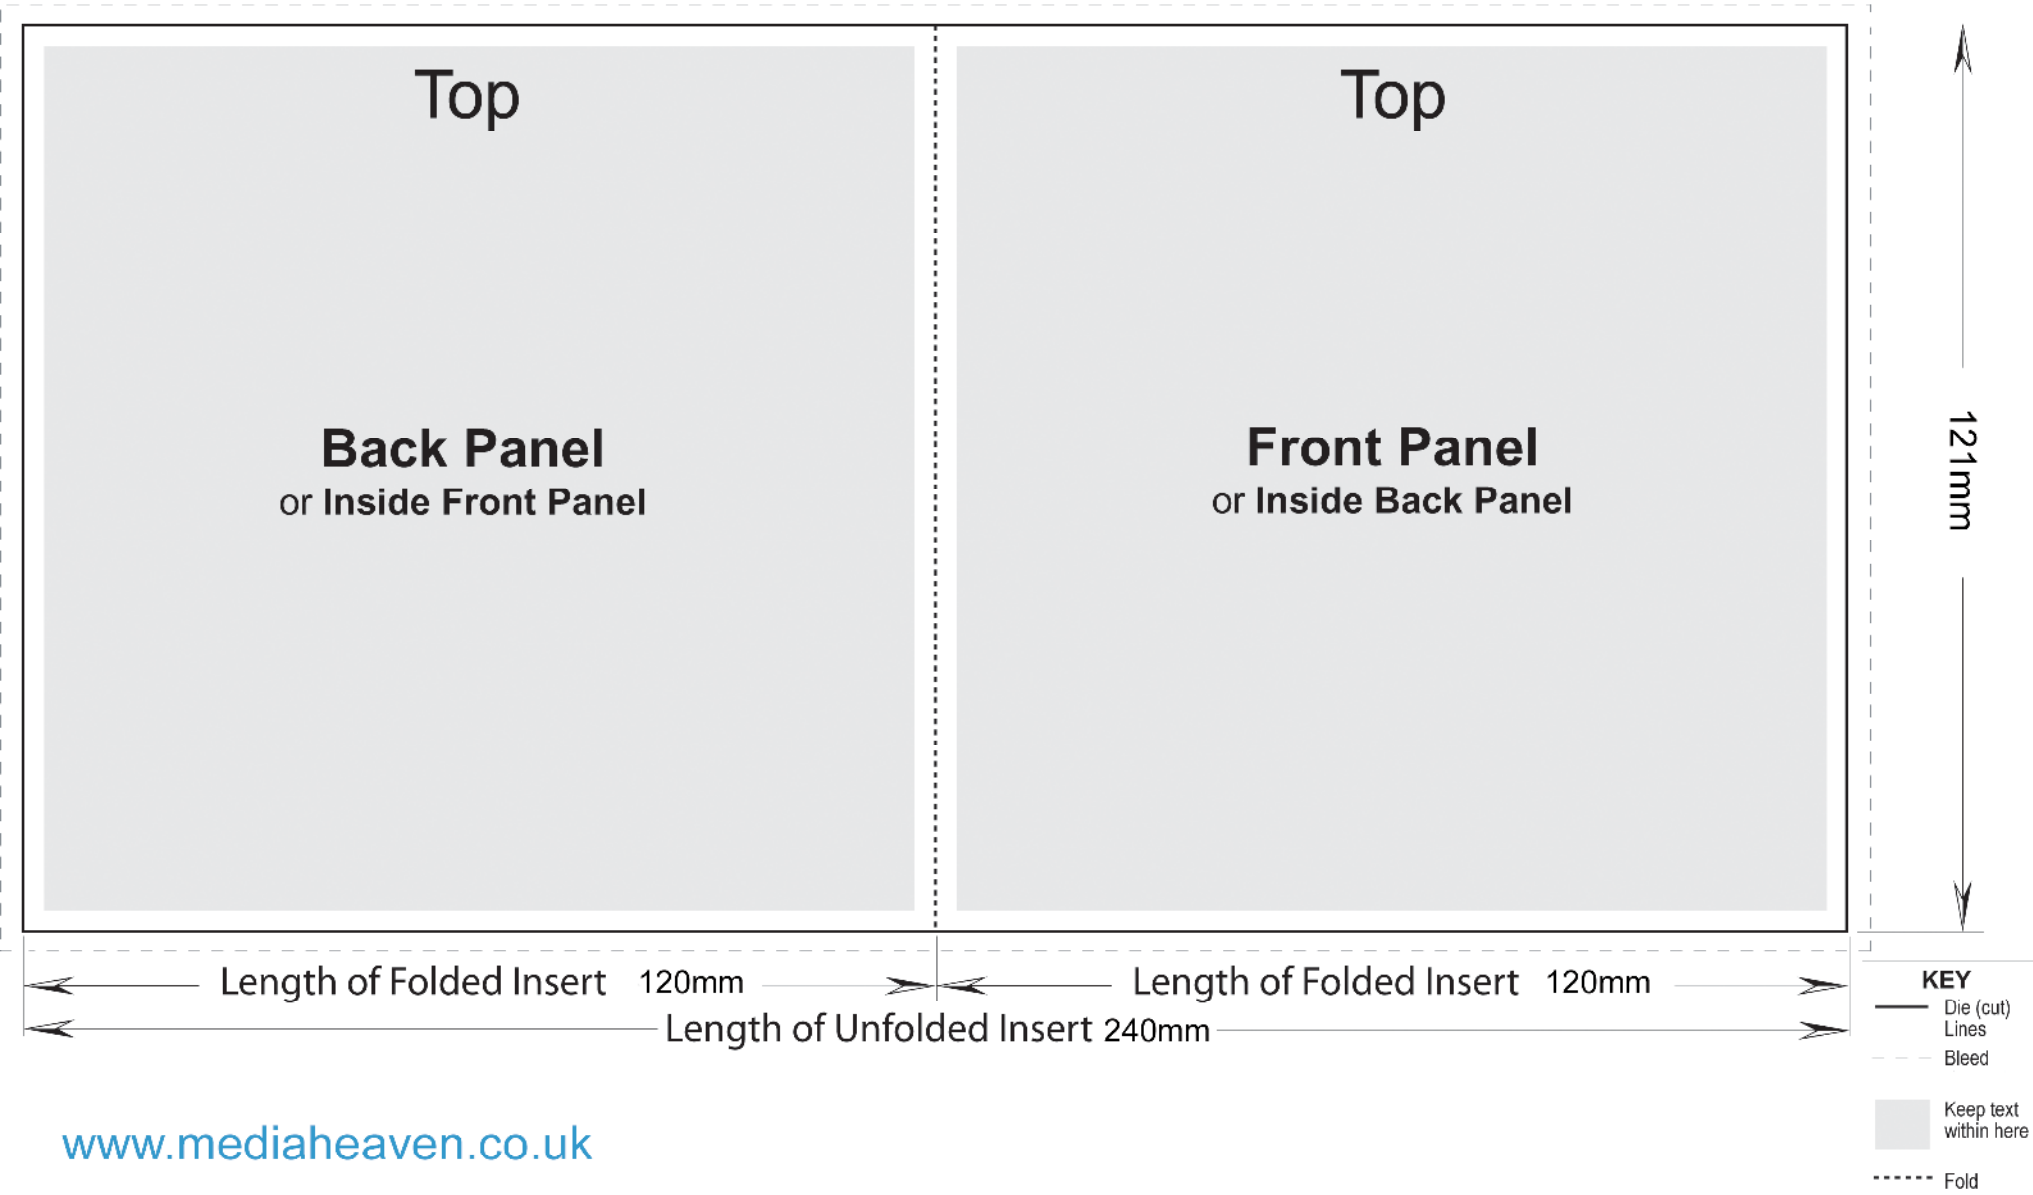 Top
Top
Back Panel
or Inside Front Panel
Front Panel
or Inside Back Panel
121mm
Length of Folded Insert 120mm
Length of Folded Insert 120mm
Length of Unfolded Insert 240mm
KEY
Die (cut)
Lines
Bleed
Keep text
within here
Fold
www.mediaheaven.co.uk